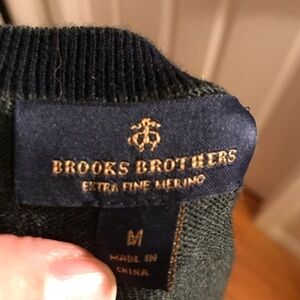 BROOKS BROTHERS
EXTRA FINE MERINO
M
MADE IN
CHINA